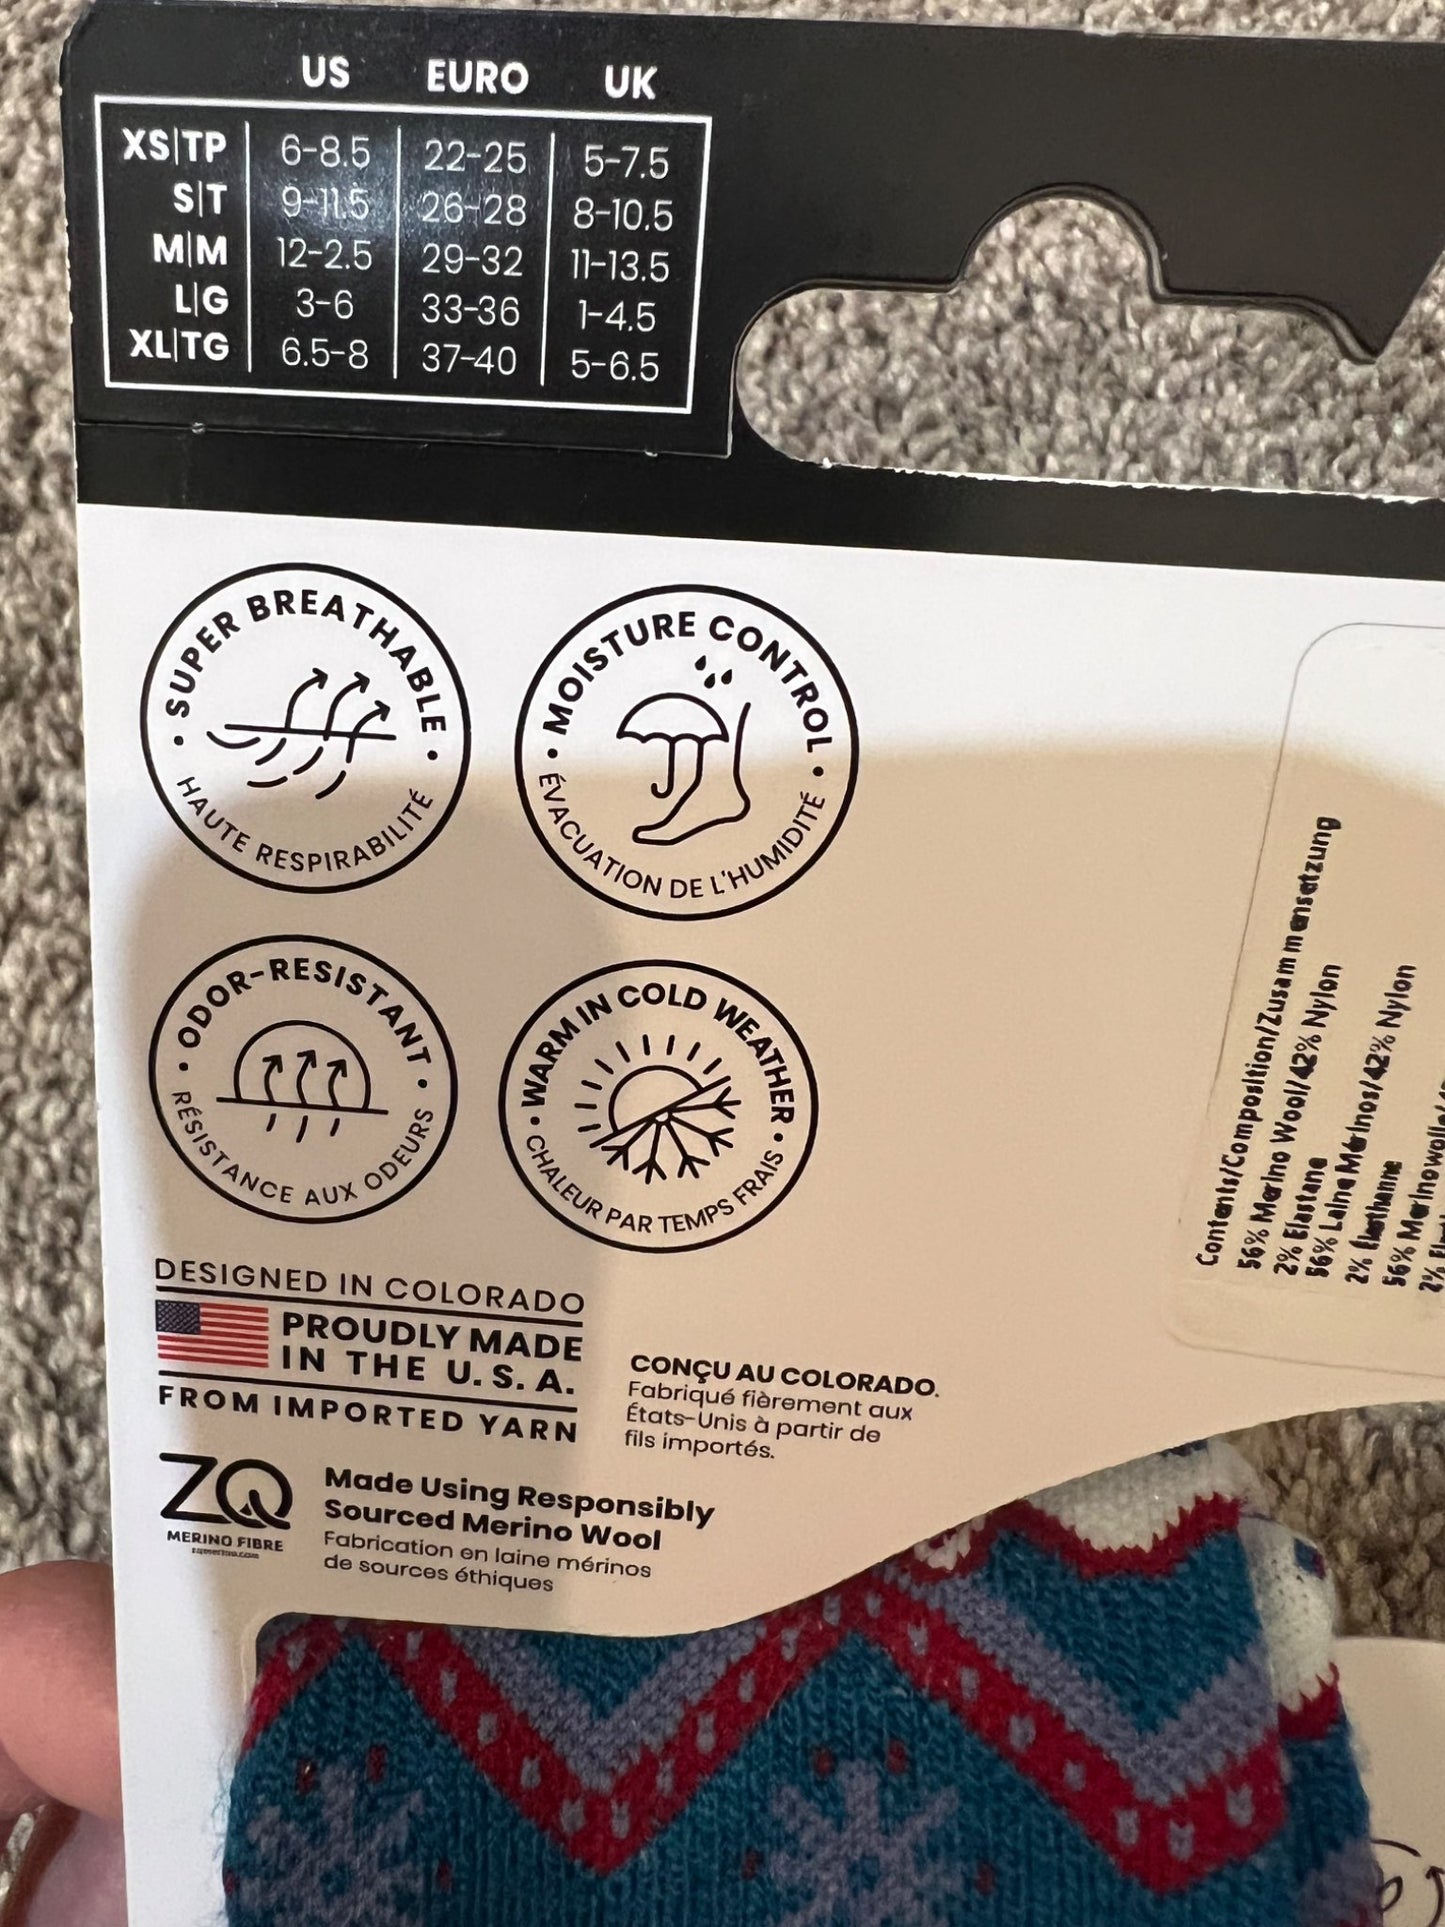 US EURO UK
XS|TP 6-8.5 22-25 5-7.5
S|T 9-11.5 26-28 8-10.5
M|M 12-2.5 29-32 11-13.5
L|G 3-6 33-36 1-4.5
XL|TG 6.5-8 37-40 5-6.5
• SUPER BREATHABLE •
HAUTE RESPIRABILITÉ
• MOISTURE CONTROL •
ÉVACUATION DE L'HUMIDITÉ
• ODOR-RESISTANT •
RÉSISTANCE AUX ODEURS
• WARM IN COLD WEATHER •
CHALEUR PAR TEMPS FRAIS
DESIGNED IN COLORADO
PROUDLY MADE
IN THE U.S.A.
FROM IMPORTED YARN
CONÇU AU COLORADO.
Fabriqué fièrement aux
États-Unis à partir de
fils importés.
ZQ
MERINO FIBRE
Made Using Responsibly
Sourced Merino Wool
Fabrication en laine mérinos
de sources éthiques
Contents/Composition/Zusammensetzung
56% Merino Wool/42% Nylon
2% Elastane
56% Laine Merinos/42% Nylon
2% Elasthanne
56% Merinowolle/
2%